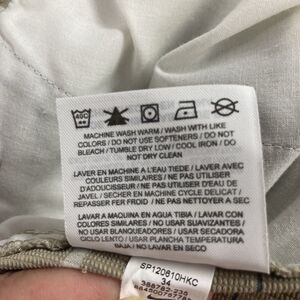 40C
MACHINE WASH WARM / WASH WITH LIKE
COLORS / DO NOT USE SOFTENERS / DO NOT
BLEACH / TUMBLE DRY LOW / COOL IRON / DO
NOT DRY CLEAN
LAVER EN MACHINE A L'EAU TIEDE / LAVER AVEC
COULEURS SIMILAIRES / NE PAS UTILISER
D'ADOUCISSEUR / NE PAS UTILISER D'EAU DE
JAVEL / SECHER EN MACHINE CYCLE DELICAT /
REPASSER FER FROID / NE PAS NETTOYER A SEC
LAVAR A MAQUINA EN AGUA TIBIA / LAVAR CON
COLORES SIMILARES / NO USAR SUAVIZANTES /
NO USAR BLANQUEADORES / USAR SECADORA
CICLO LENTO / USAR PLANCHA TEMPERATURA
BAJA / NO LAVAR EN SECO
SP120610HKC
34